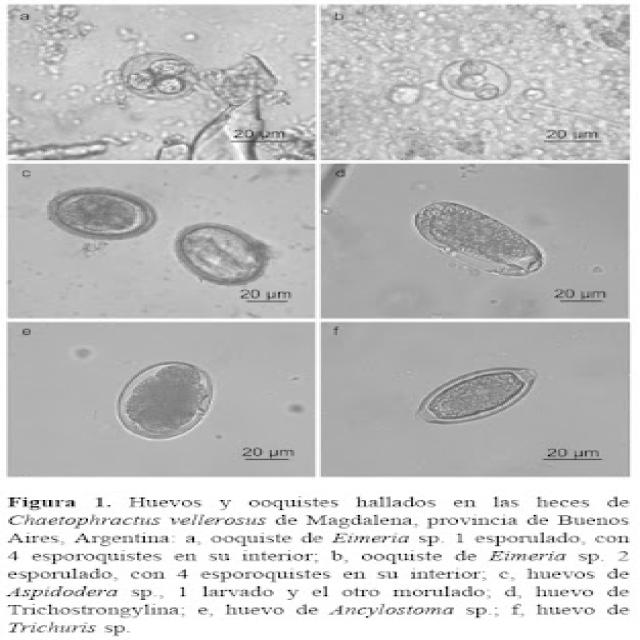 a
20 µm
b
20 µm
c
20 µm
d
20 µm
e
20 µm
f
20 µm
Figura 1. Huevos y ooquistes hallados en las heces de
Chaetophractus vellerosus de Magdalena, provincia de Buenos
Aires, Argentina: a, ooquiste de Eimeria sp. 1 esporulado, con
4 esporoquistes en su interior; b, ooquiste de Eimeria sp. 2
esporulado, con 4 esporoquistes en su interior; c, huevos de
Aspidodera sp., 1 larvado y el otro morulado; d, huevo de
Trichostrongylina; e, huevo de Ancylostoma sp.; f, huevo de
Trichuris sp.